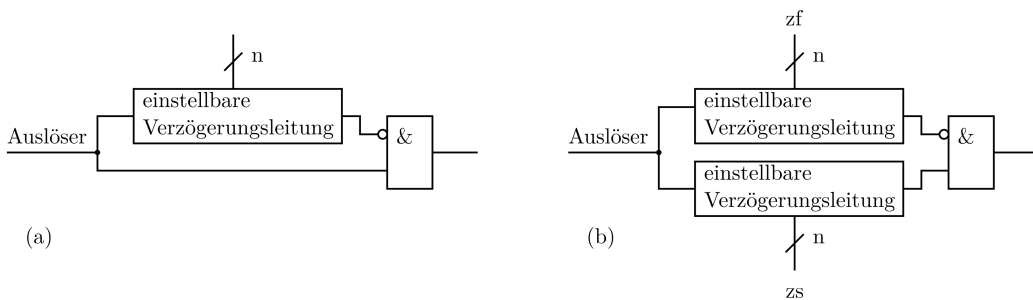 n
einstellbare
Verzögerungsleitung
Auslöser
&
(a)
zf
n
einstellbare
Verzögerungsleitung
Auslöser
&
einstellbare
Verzögerungsleitung
n
(b)
zs